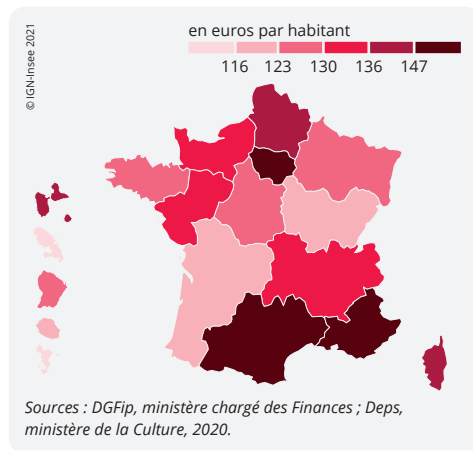 © IGN-Insee 2021
en euros par habitant
116 123 130 136 147
Sources : DGFip, ministère chargé des Finances ; Deps,
ministère de la Culture, 2020.